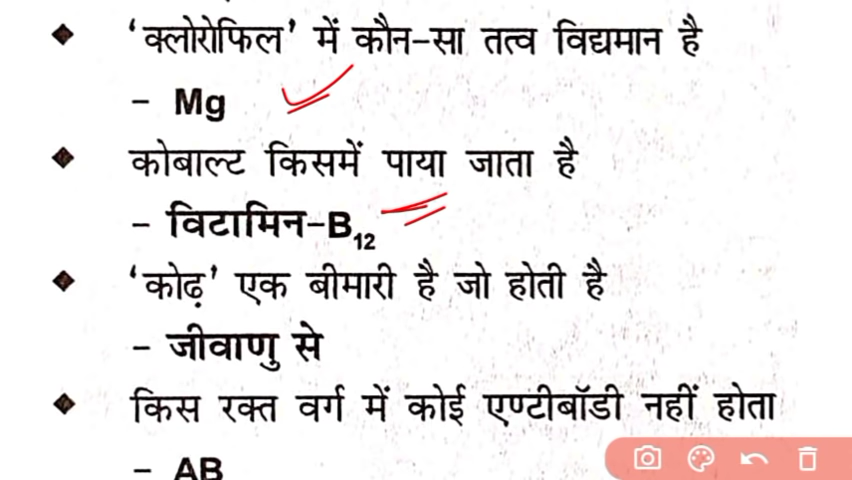 ❖ 'क्लोरोफिल' में कौन-सा तत्व विद्यमान है
– Mg
❖ कोबाल्ट किसमें पाया जाता है
– विटामिन-B12
❖ 'कोढ़' एक बीमारी है जो होती है
– जीवाणु से
❖ किस रक्त वर्ग में कोई एण्टीबॉडी नहीं होता
– AB